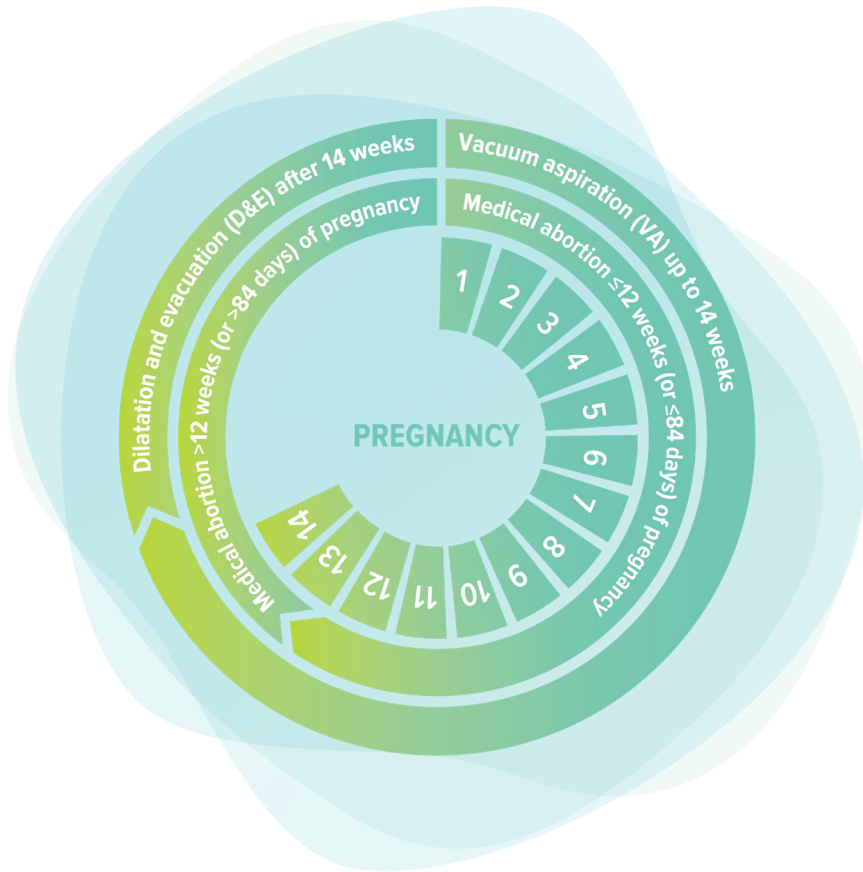 Vacuum aspiration (VA) up to 14 weeks
Dilatation and evacuation (D&E) after 14 weeks
Medical abortion ≤12 weeks (or ≤84 days) of pregnancy
Medical abortion >12 weeks (or >84 days) of pregnancy
1
2
3
4
5
6
7
8
9
10
11
12
13
14
PREGNANCY